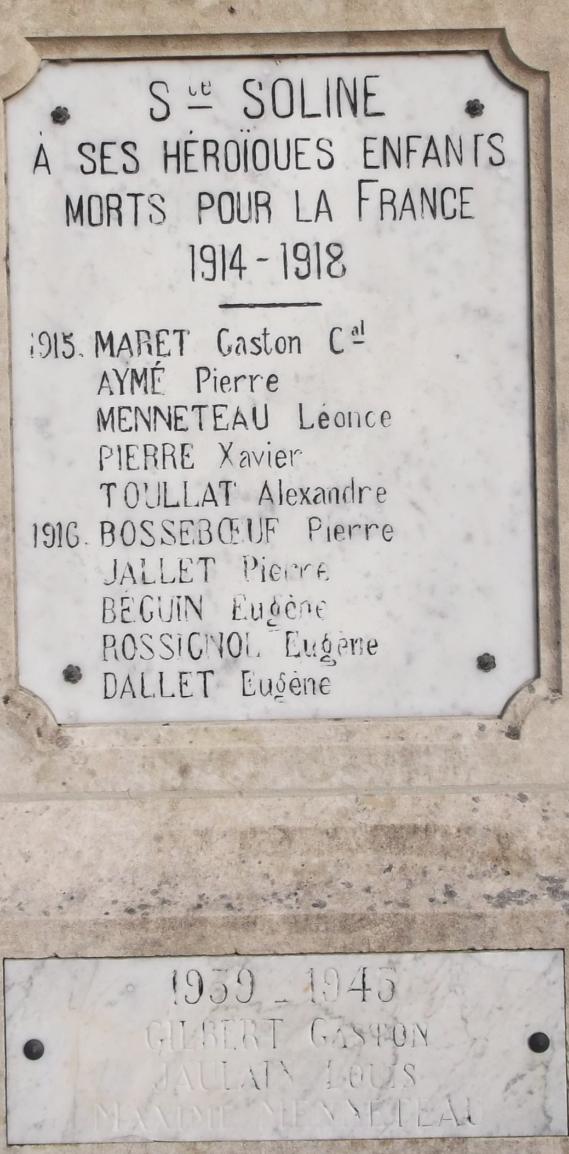 Sᵗᵉ SOLINE
À SES HÉROÏQUES ENFANTS
MORTS POUR LA FRANCE
1914-1918
1915. MARET Gaston Cᵃˡ
AYMÉ Pierre
MENNETEAU Léonce
PIERRE Xavier
TOULLAT Alexandre
1916. BOSSEBŒUF Pierre
JALLET Pierre
BÉGUIN Eugène
ROSSIGNOL Eugène
DALLET Eugène
1939-1945
GILBERT GASTON
JAULAIN LOUIS
MAXIME MENNETEAU